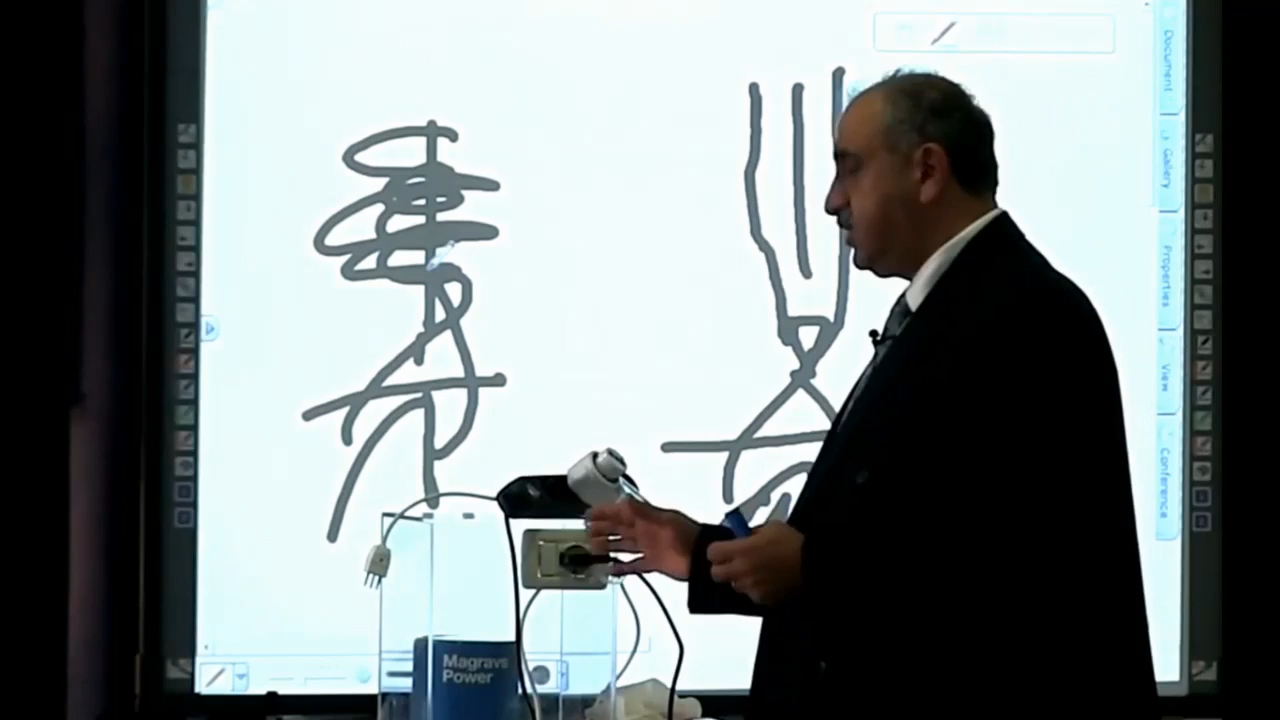 Document
Gallery
Properties
View
Conference
Magravs
Power